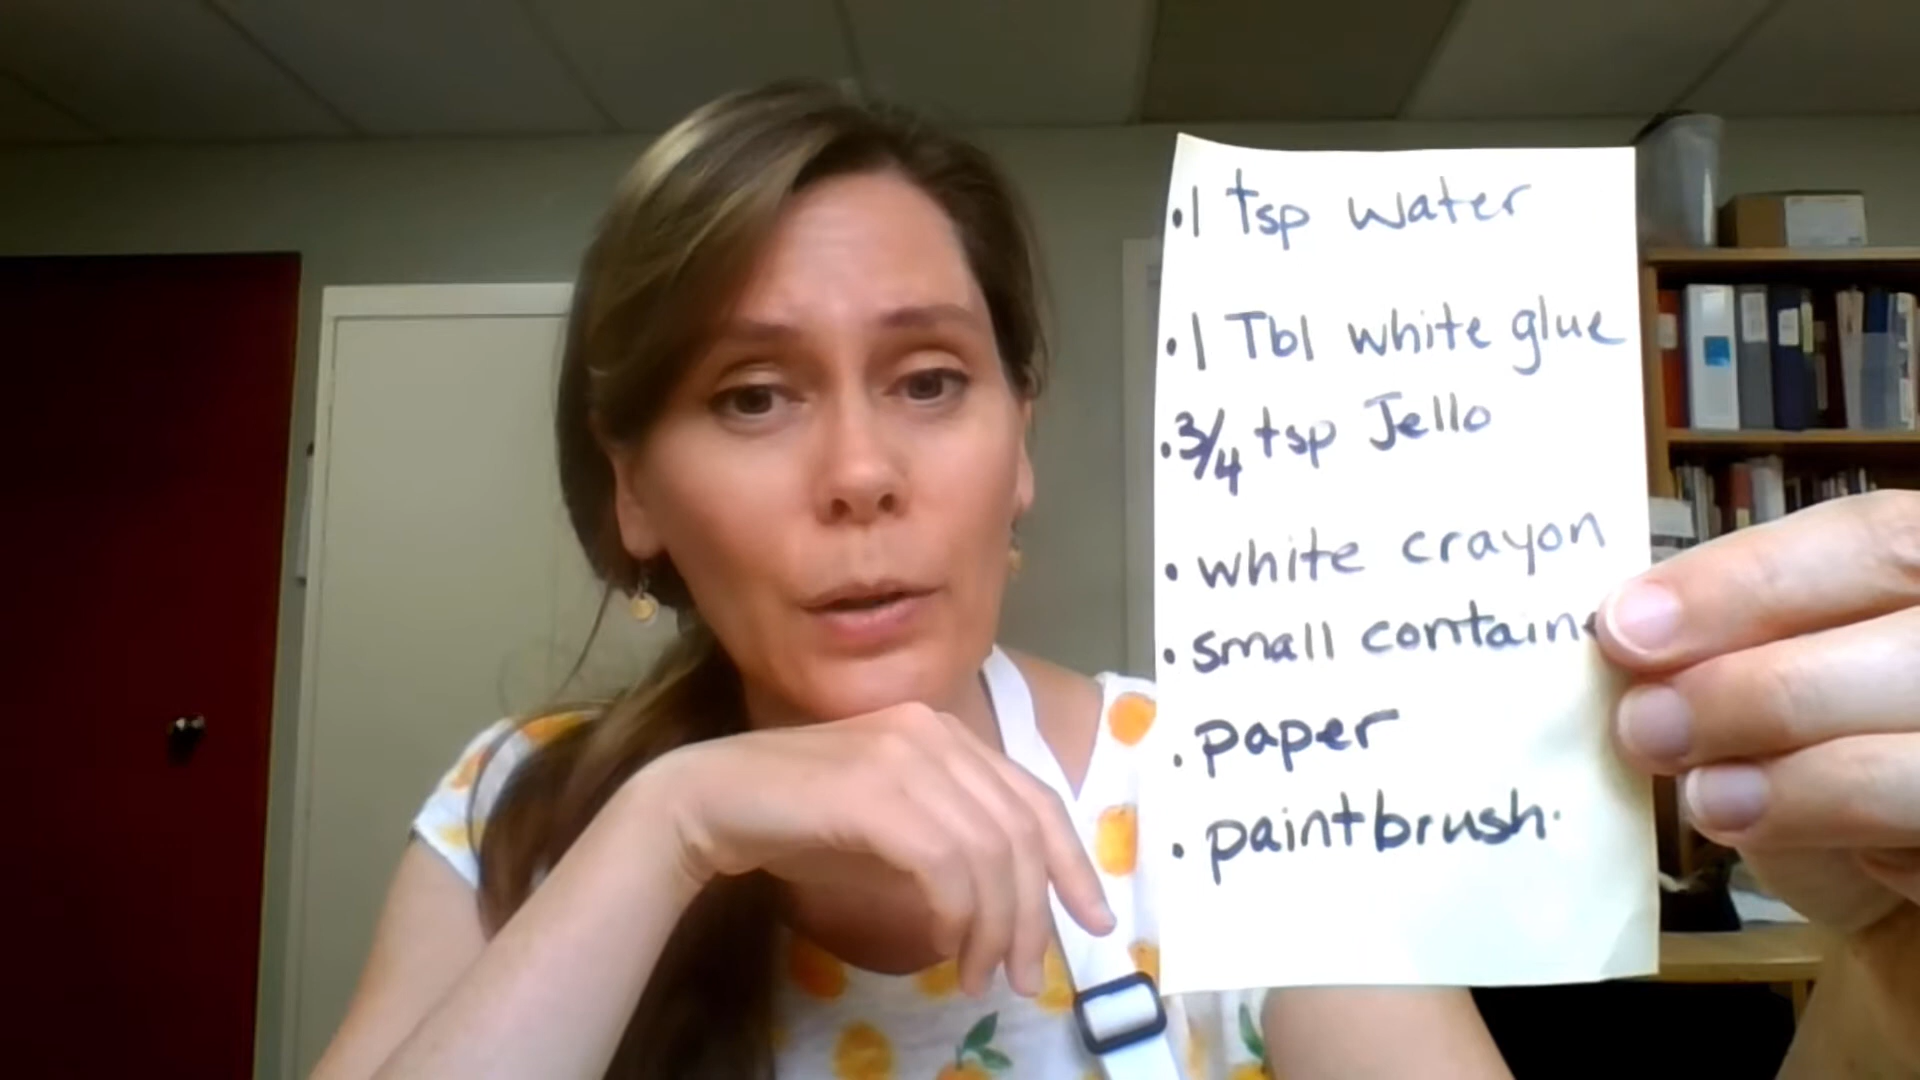 • 1 tsp water
• 1 Tbl white glue
• 3/4 tsp Jello
• white crayon
• small contain
• paper
• paintbrush.